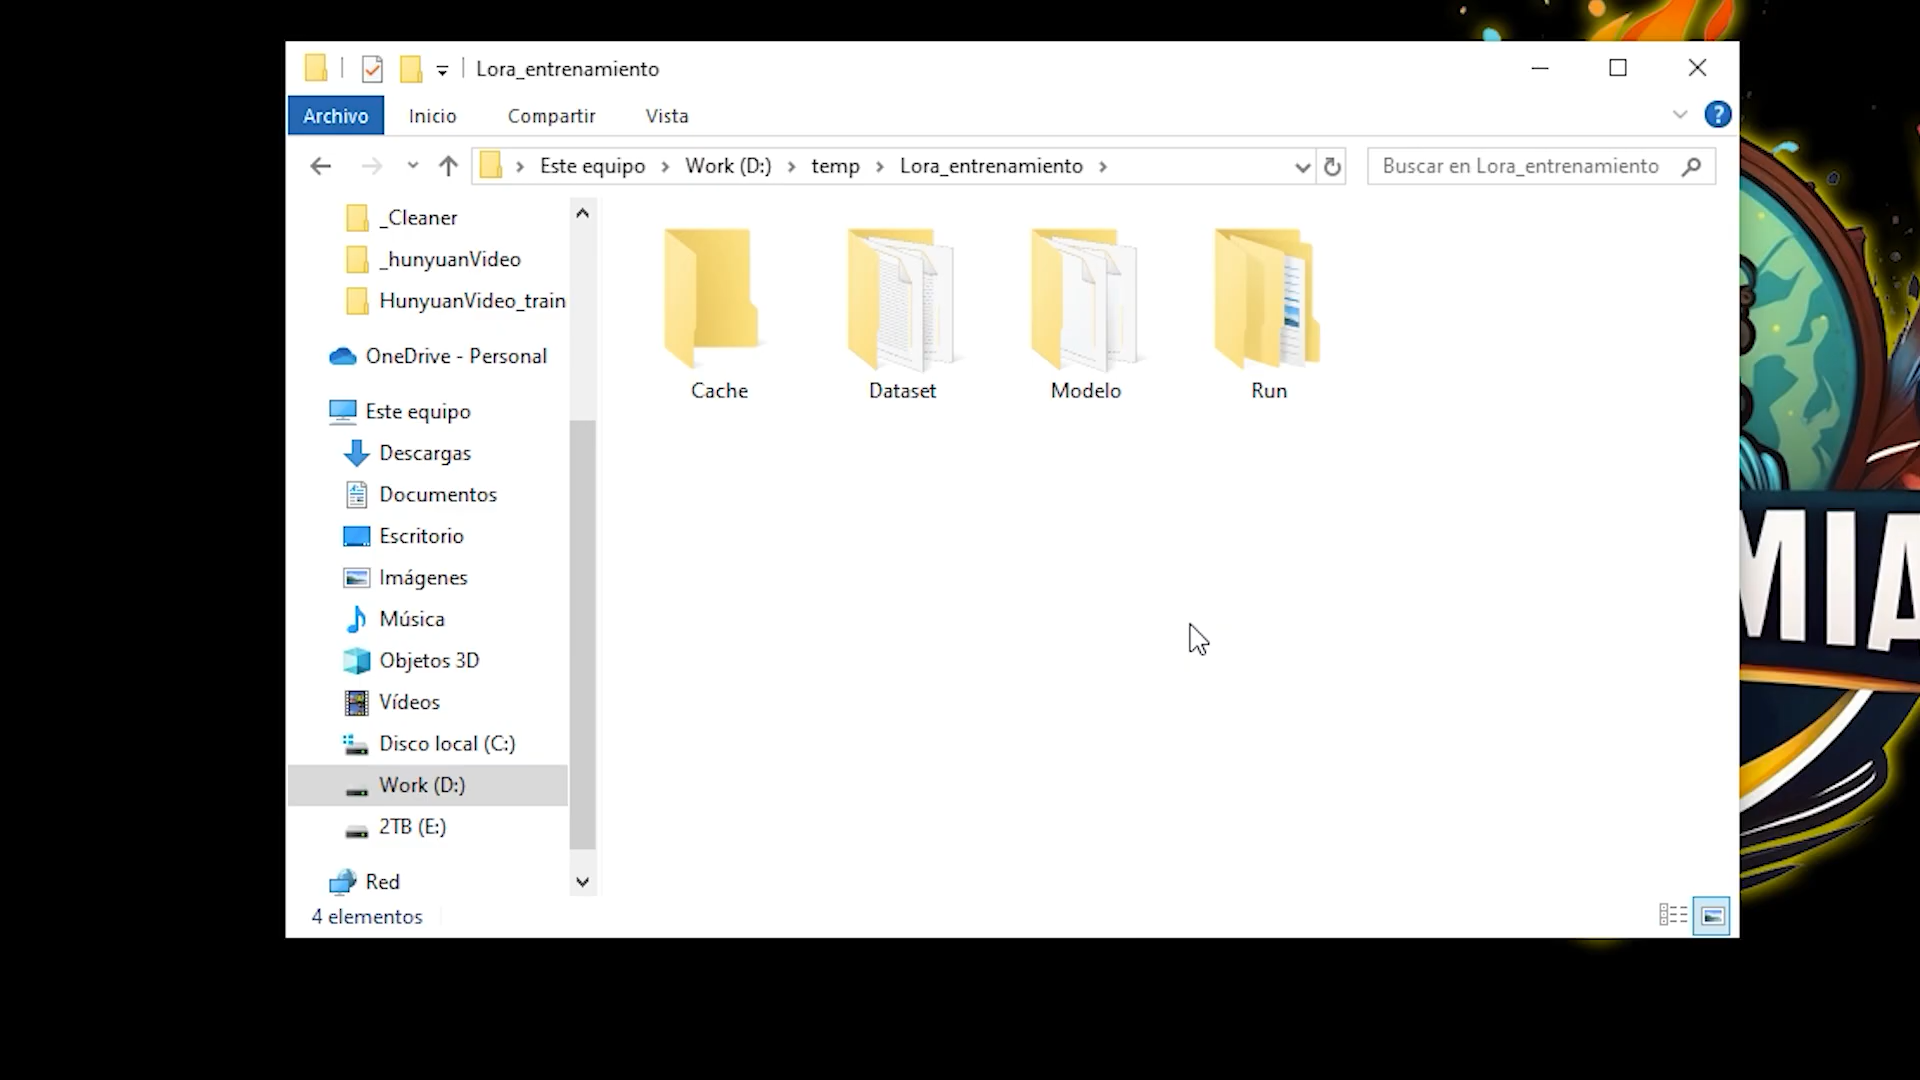 Lora_entrenamiento
Archivo Inicio Compartir Vista ?
Este equipo > Work (D:) > temp > Lora_entrenamiento >
Buscar en Lora_entrenamiento
_Cleaner
_hunyuanVideo
HunyuanVideo_train
OneDrive - Personal
Este equipo
Descargas
Documentos
Escritorio
Imágenes
Música
Objetos 3D
Vídeos
Disco local (C:)
Work (D:)
2TB (E:)
Red
Cache
Dataset
Modelo
Run
4 elementos
MIA